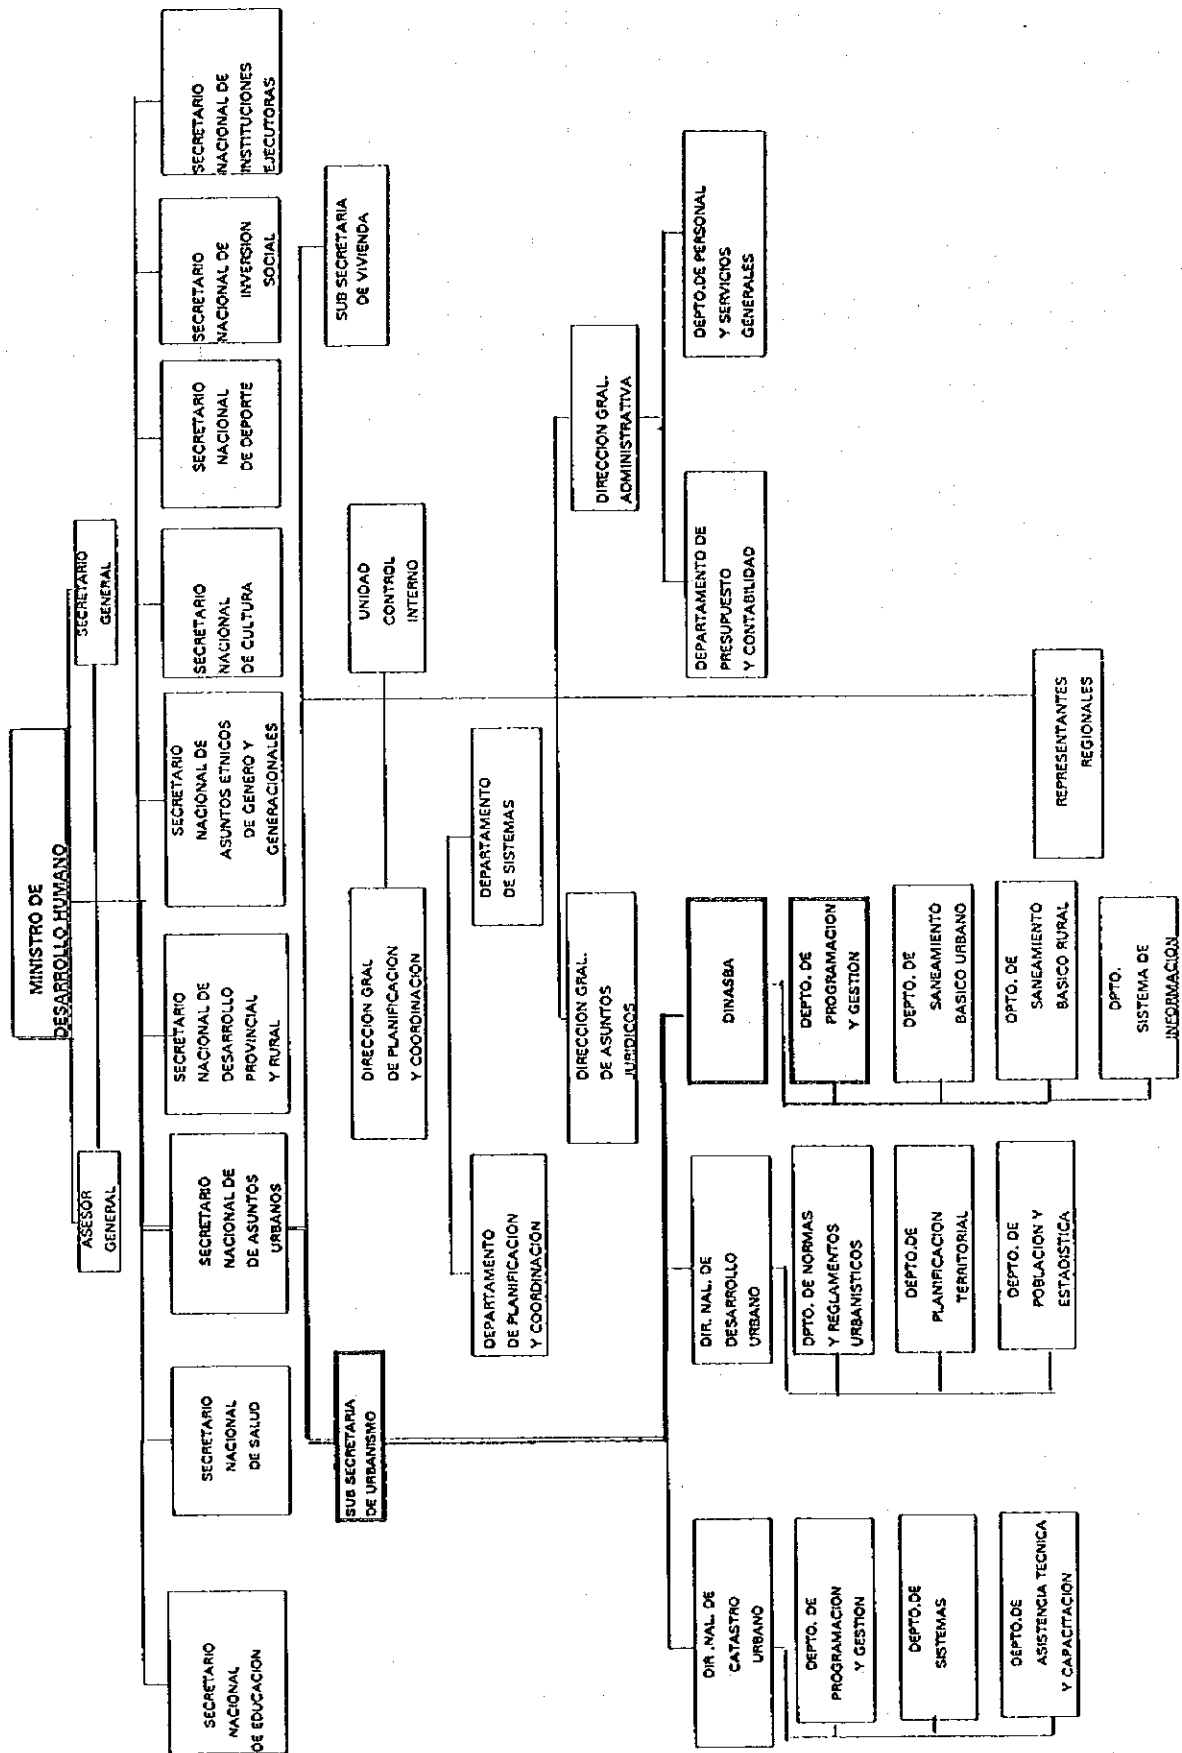 MINISTRO DE
DESARROLLO HUMANO
ASESOR
GENERAL
SECRETARIO
GENERAL
SECRETARIO
NACIONAL
DE EDUCACION
SECRETARIO
NACIONAL
DE SALUD
SECRETARIO
NACIONAL DE
DE ASUNTOS
URBANOS
SECRETARIO
NACIONAL DE
DESARROLLO
PROVINCIAL
Y RURAL
SECRETARIO
NACIONAL DE
ASUNTOS ETNICOS
DE GENERO Y
GENERACIONALES
SECRETARIO
NACIONAL
DE CULTURA
SECRETARIO
NACIONAL
DE DEPORTE
SECRETARIO
NACIONAL DE
INVERSION
SOCIAL
SECRETARIO
NACIONAL DE
INSTITUCIONES
EJECUTORAS
SUB SECRETARIA
DE URBANISMO
SUB SECRETARIA
DE VIVIENDA
DIRECCION GRAL
DE PLANIFICACION
Y COORDINACION
UNIDAD
CONTROL
INTERNO
DEPARTAMENTO
DE PLANIFICACION
Y COORDINACION
DEPARTAMENTO
DE SISTEMAS
DIRECCION GRAL.
DE ASUNTOS
JURIDICOS
DIRECCION GRAL.
ADMINISTRATIVA
DEPARTAMENTO DE
PRESUPUESTO
Y CONTABILIDAD
DEPTO.DE PERSONAL
Y SERVICIOS
GENERALES
DIR .NAL. DE
CATASTRO
URBANO
DEPTO. DE
PROGRAMACION
Y GESTION
DEPTO.DE
SISTEMAS
DEPTO.DE
ASISTENCIA TECNICA
Y CAPACITACION
DIR. NAL. DE
DESARROLLO
URBANO
DPTO. DE NORMAS
Y REGLAMENTOS
URBANISTICOS
DEPTO.DE
PLANIFICACION
TERRITORIAL
DEPTO. DE
POBLACION Y
ESTADISTICA
DINASBA
DEPTO. DE
PROGRAMACION
Y GESTION
DEPTO. DE
SANEAMIENTO
BASICO URBANO
DPTO. DE
SANEAMIENTO
BASICO RURAL
DPTO.
SISTEMA DE
INFORMACION
REPRESENTANTES
REGIONALES